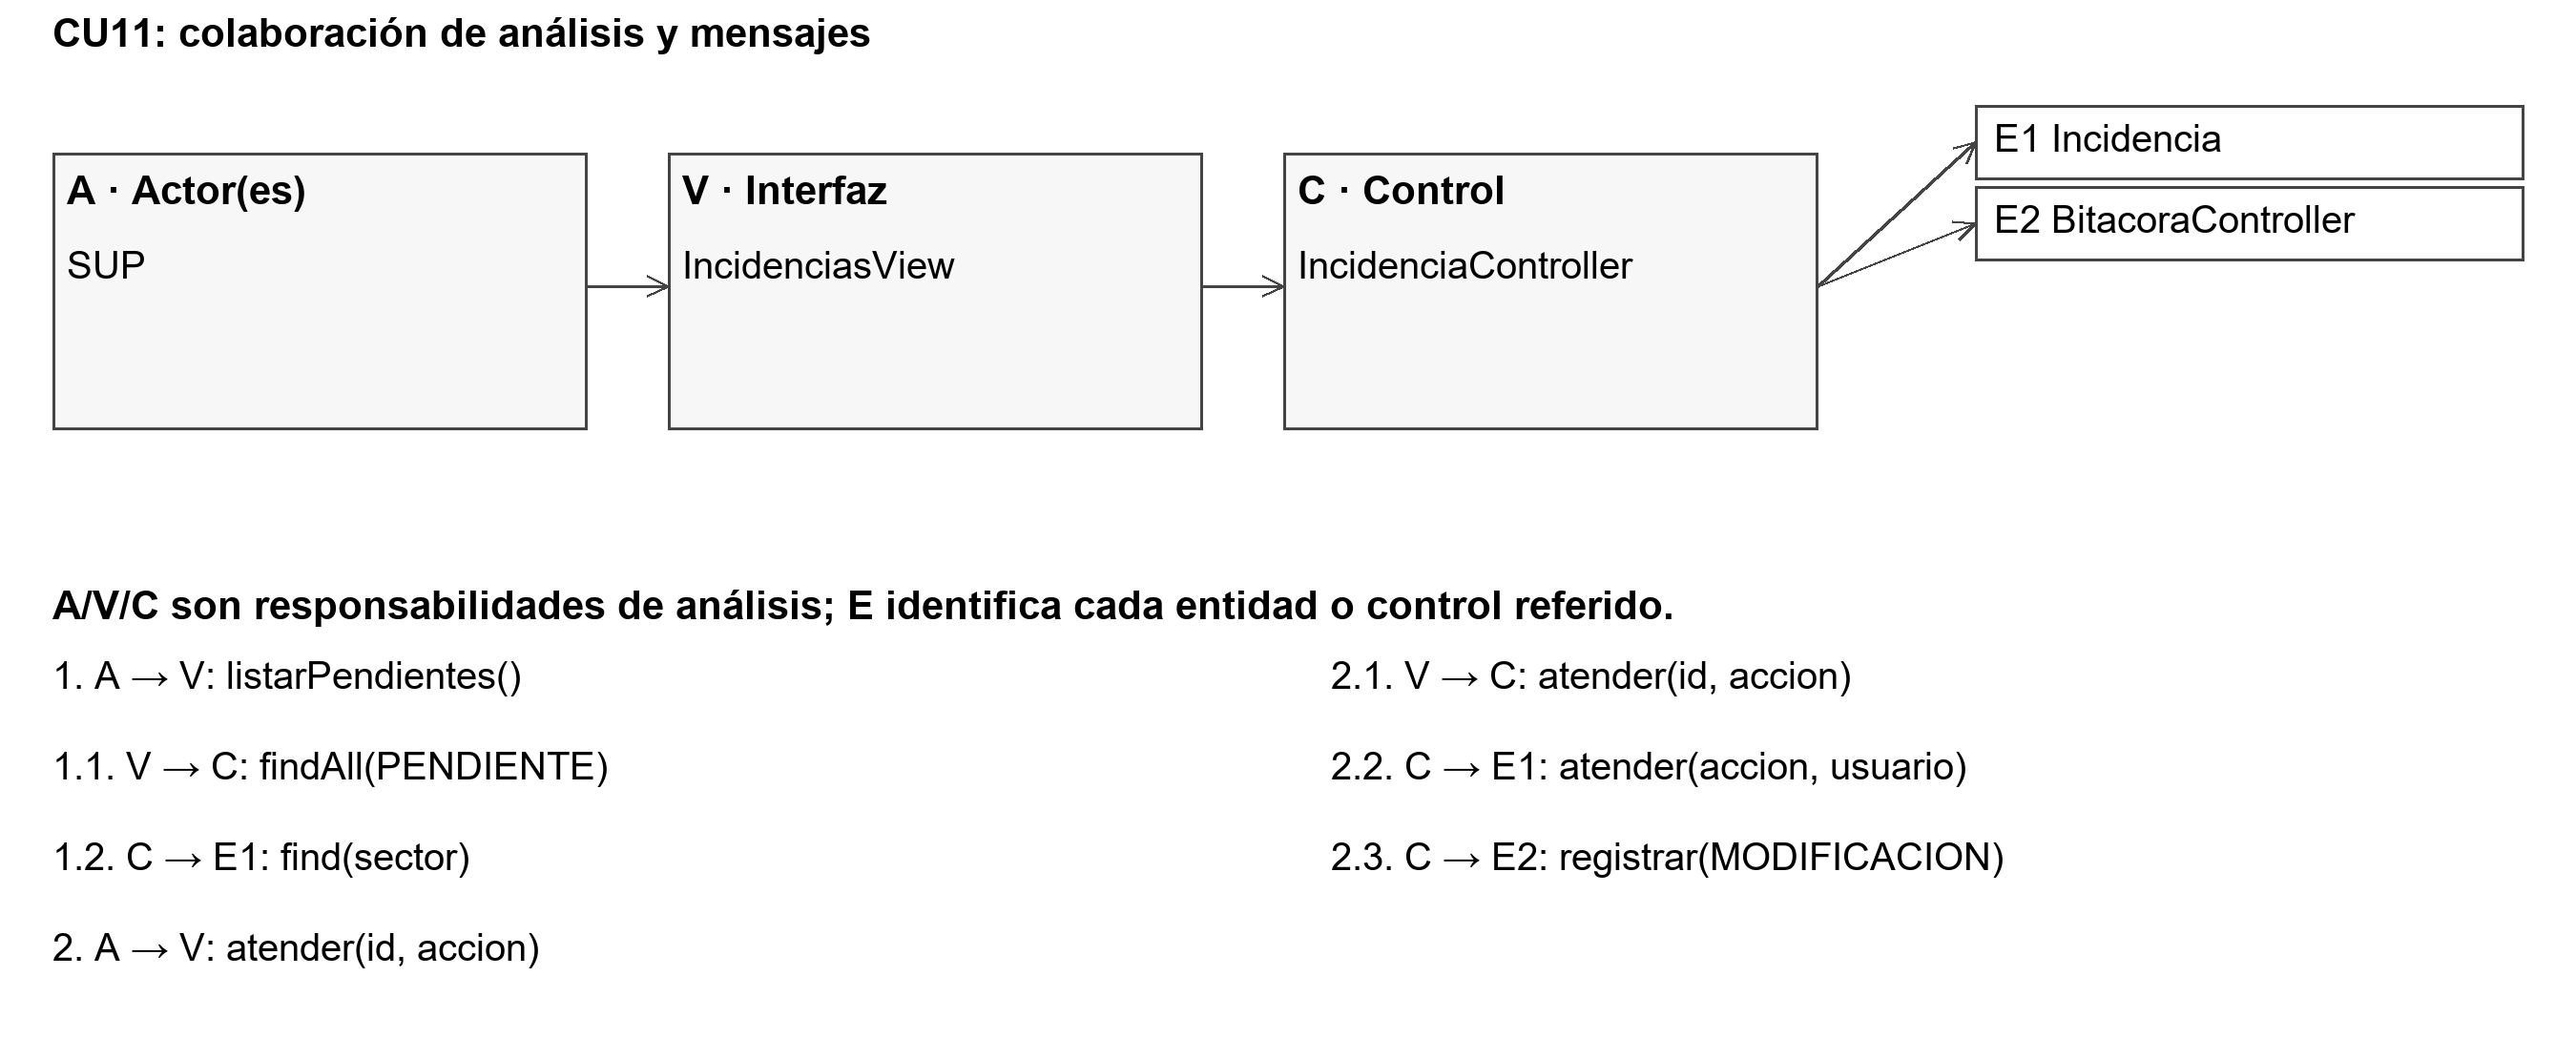 CU11: colaboración de análisis y mensajes
A · Actor(es)
SUP
V · Interfaz
IncidenciasView
C · Control
IncidenciaController
E1 Incidencia
E2 BitacoraController
A/V/C son responsabilidades de análisis; E identifica cada entidad o control referido.
1. A → V: listarPendientes()
1.1. V → C: findAll(PENDIENTE)
1.2. C → E1: find(sector)
2. A → V: atender(id, accion)
2.1. V → C: atender(id, accion)
2.2. C → E1: atender(accion, usuario)
2.3. C → E2: registrar(MODIFICACION)